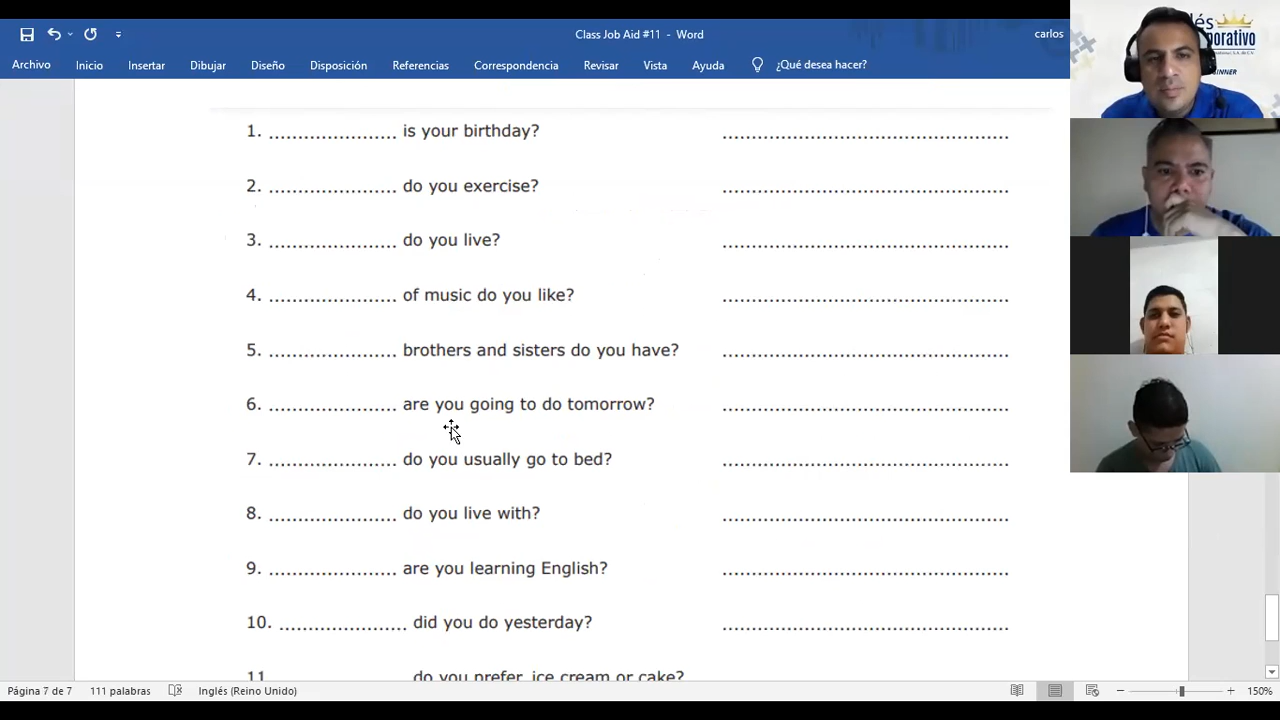 Class Job Aid #11 - Word
carlos
Archivo Inicio Insertar Dibujar Diseño Disposición Referencias Correspondencia Revisar Vista Ayuda ¿Qué desea hacer?
1. ...................... is your birthday? .................................................
2. ...................... do you exercise? .................................................
3. ...................... do you live? .................................................
4. ...................... of music do you like? .................................................
5. ...................... brothers and sisters do you have? .................................................
6. ...................... are you going to do tomorrow? .................................................
7. ...................... do you usually go to bed? .................................................
8. ...................... do you live with? .................................................
9. ...................... are you learning English? .................................................
10. ...................... did you do yesterday? .................................................
11 do you prefer, ice cream or cake?
Página 7 de 7 111 palabras Inglés (Reino Unido) 150%